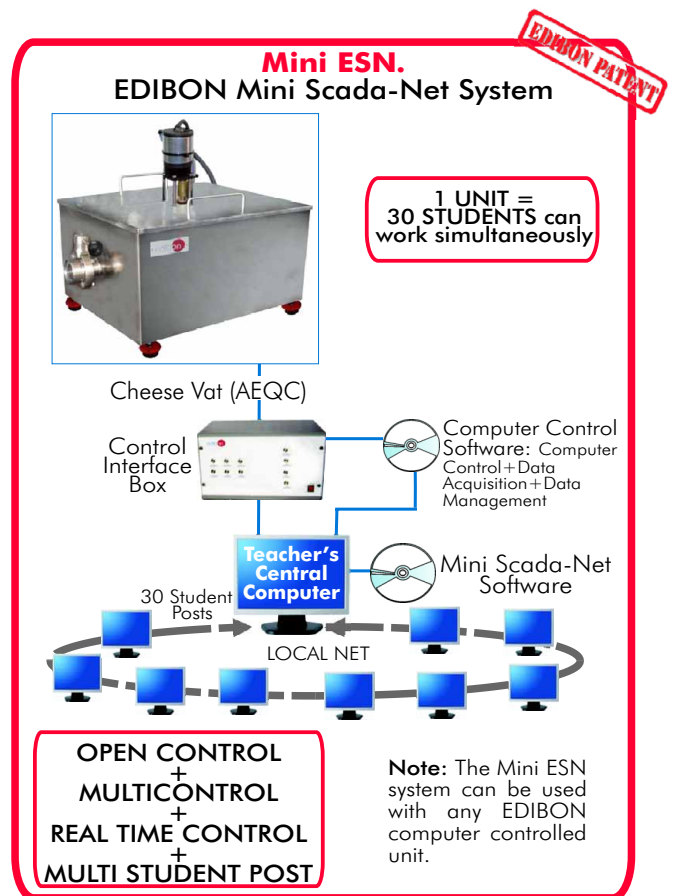 EDIBON PATENT
Mini ESN.
EDIBON Mini Scada-Net System
1 UNIT =
30 STUDENTS can
work simultaneously
Cheese Vat (AEQC)
Control
Interface
Box
Computer Control
Software: Computer
Control+Data
Acquisition+Data
Management
Teacher's
Central
Computer
Mini Scada-Net
Software
30 Student
Posts
LOCAL NET
OPEN CONTROL
+
MULTICONTROL
+
REAL TIME CONTROL
+
MULTI STUDENT POST
Note: The Mini ESN
system can be used
with any EDIBON
computer controlled
unit.